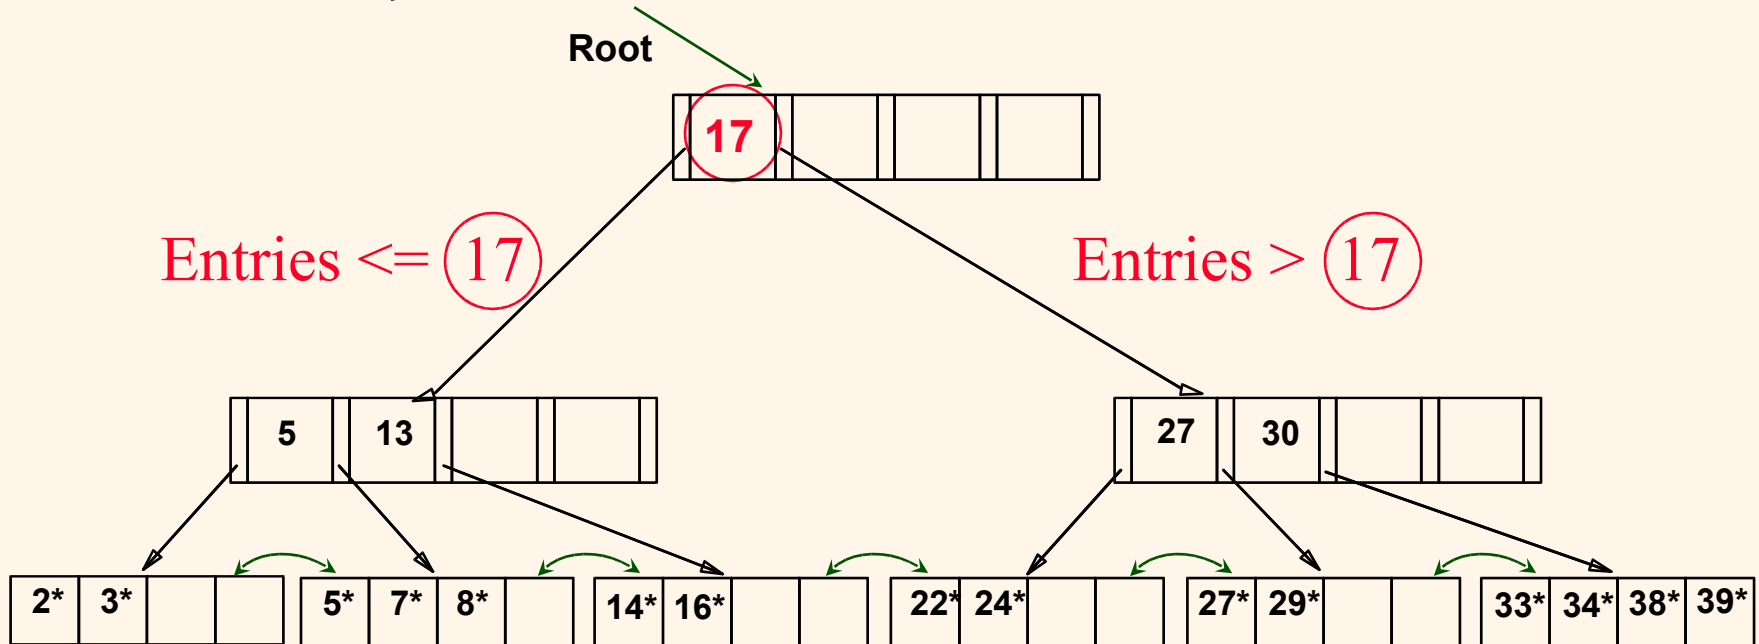 Root
17
Entries <= 17
Entries > 17
5 13
27 30
2* 3*
5* 7* 8*
14* 16*
22* 24*
27* 29*
33* 34* 38* 39*